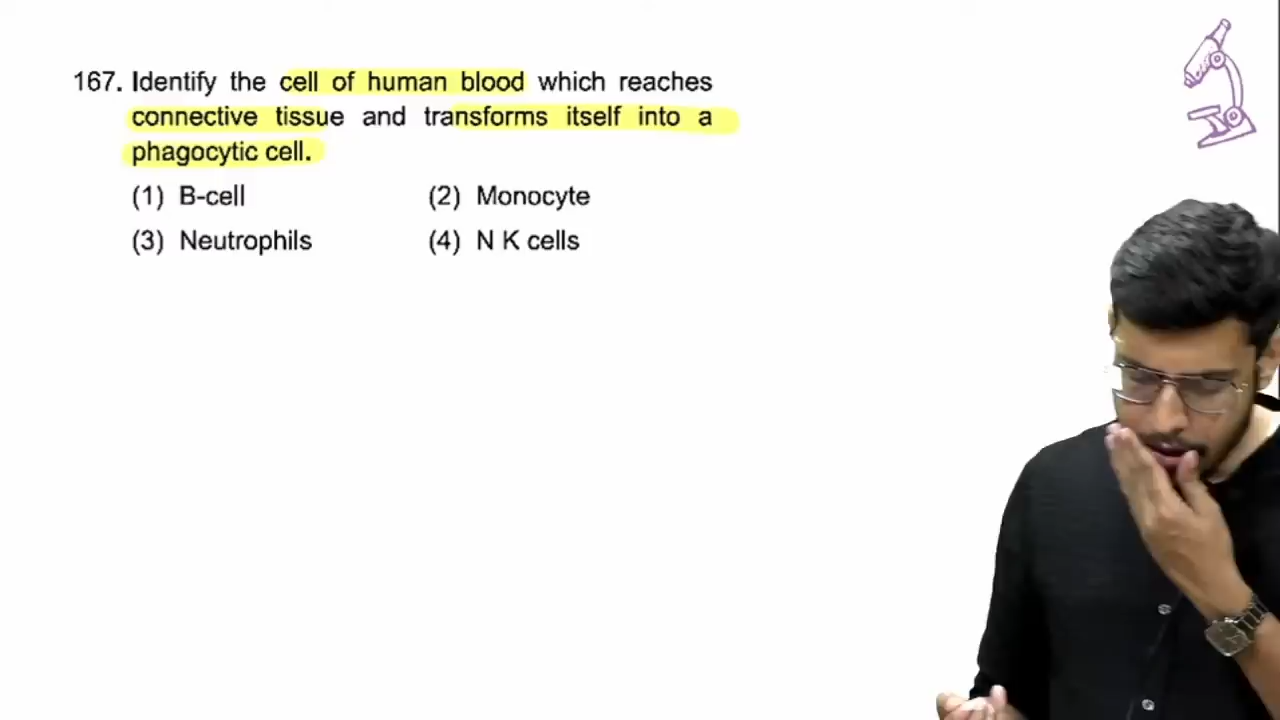 167. Identify the cell of human blood which reaches
connective tissue and transforms itself into a
phagocytic cell.
(1) B-cell (2) Monocyte
(3) Neutrophils (4) N K cells